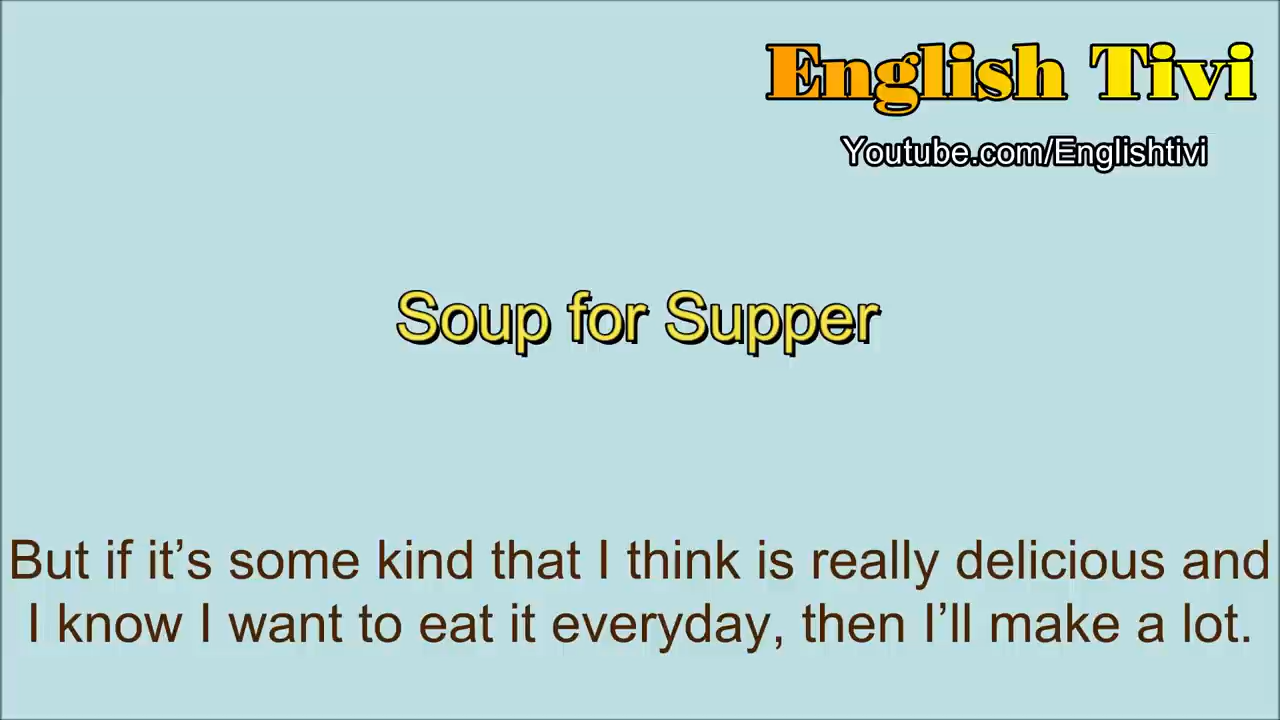 English Tivi
Youtube.com/Englishtivi
Soup for Supper
But if it’s some kind that I think is really delicious and
I know I want to eat it everyday, then I’ll make a lot.